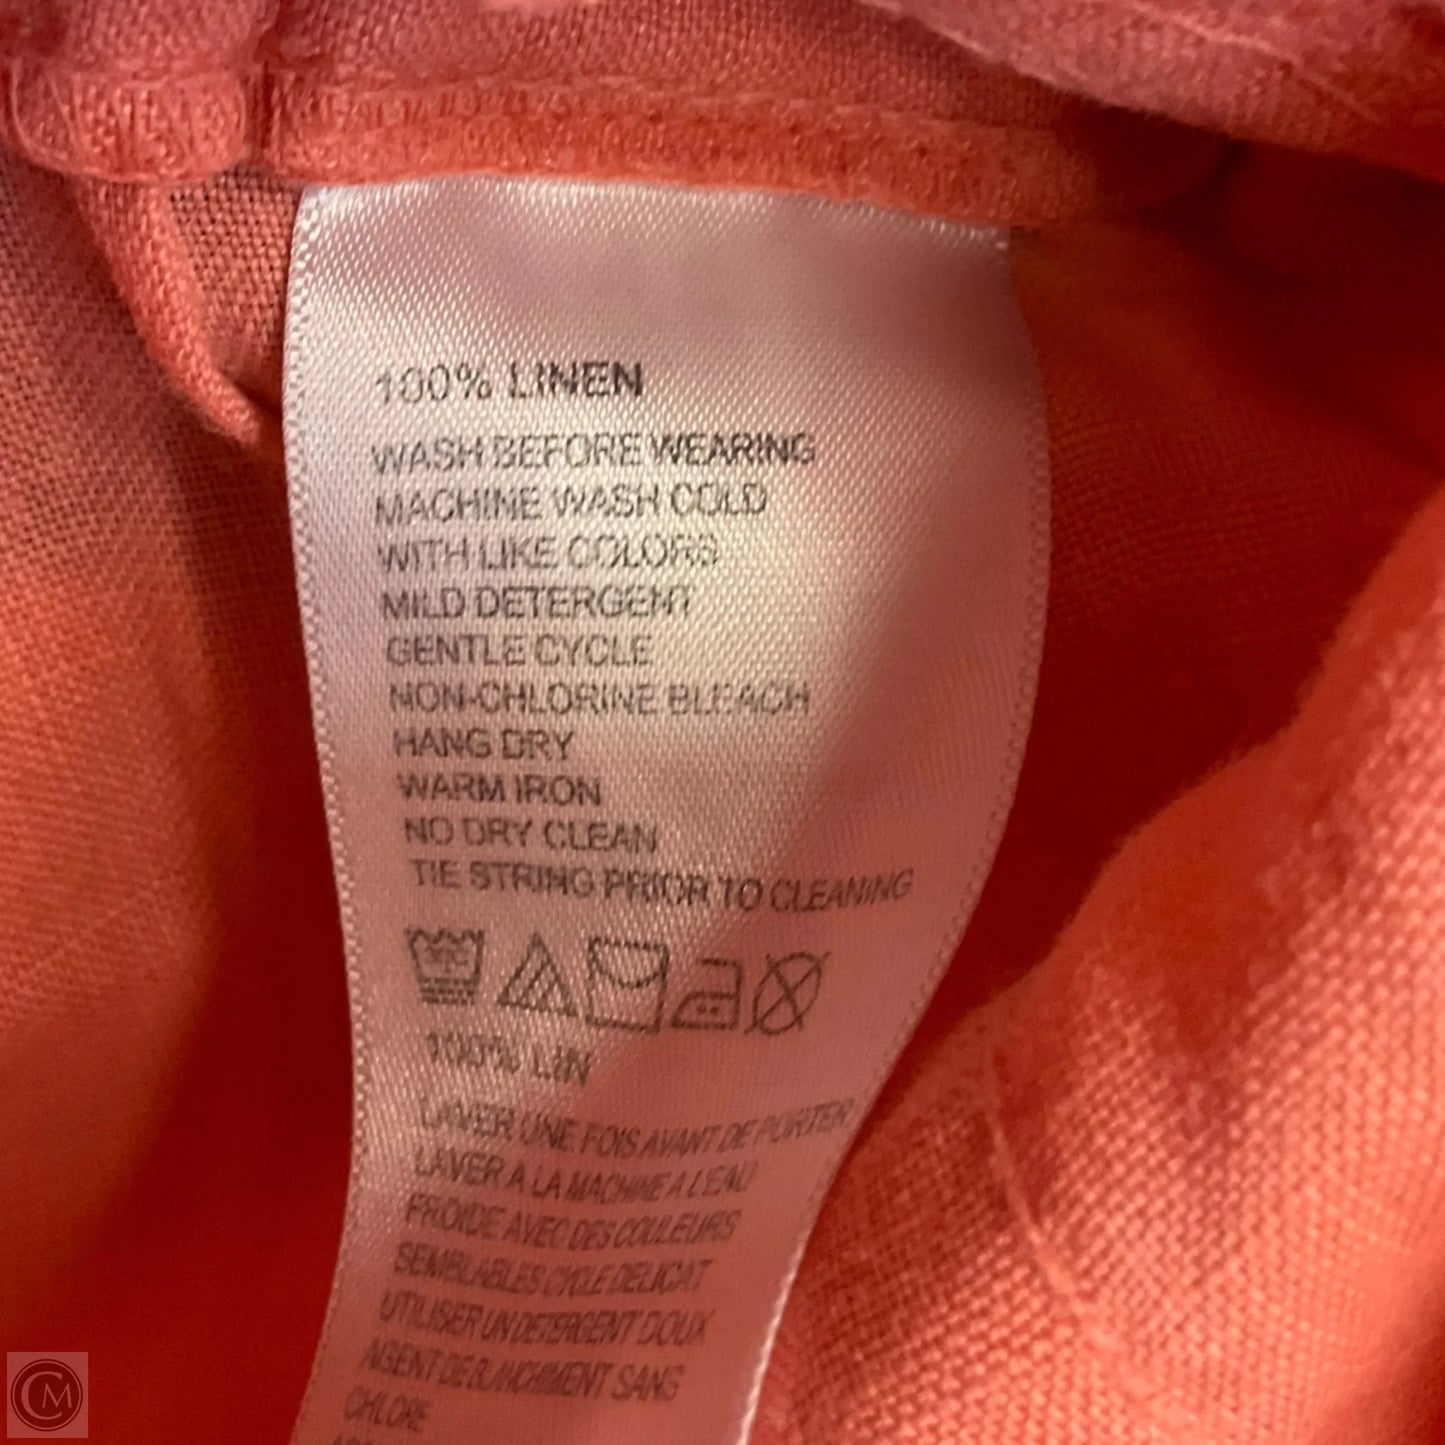 100% LINEN
WASH BEFORE WEARING
MACHINE WASH COLD
WITH LIKE COLORS
MILD DETERGENT
GENTLE CYCLE
NON-CHLORINE BLEACH
HANG DRY
WARM IRON
NO DRY CLEAN
TIE STRING PRIOR TO CLEANING
100% LIN
LAVER UNE FOIS AVANT DE PORTER
LAVER A LA MACHINE A L'EAU
FROIDE AVEC DES COULEURS
SEMBLABLES CYCLE DELICAT
UTILISER UN DETERGENT DOUX
AGENT DE BLANCHIMENT SANS
CHLORE
CM